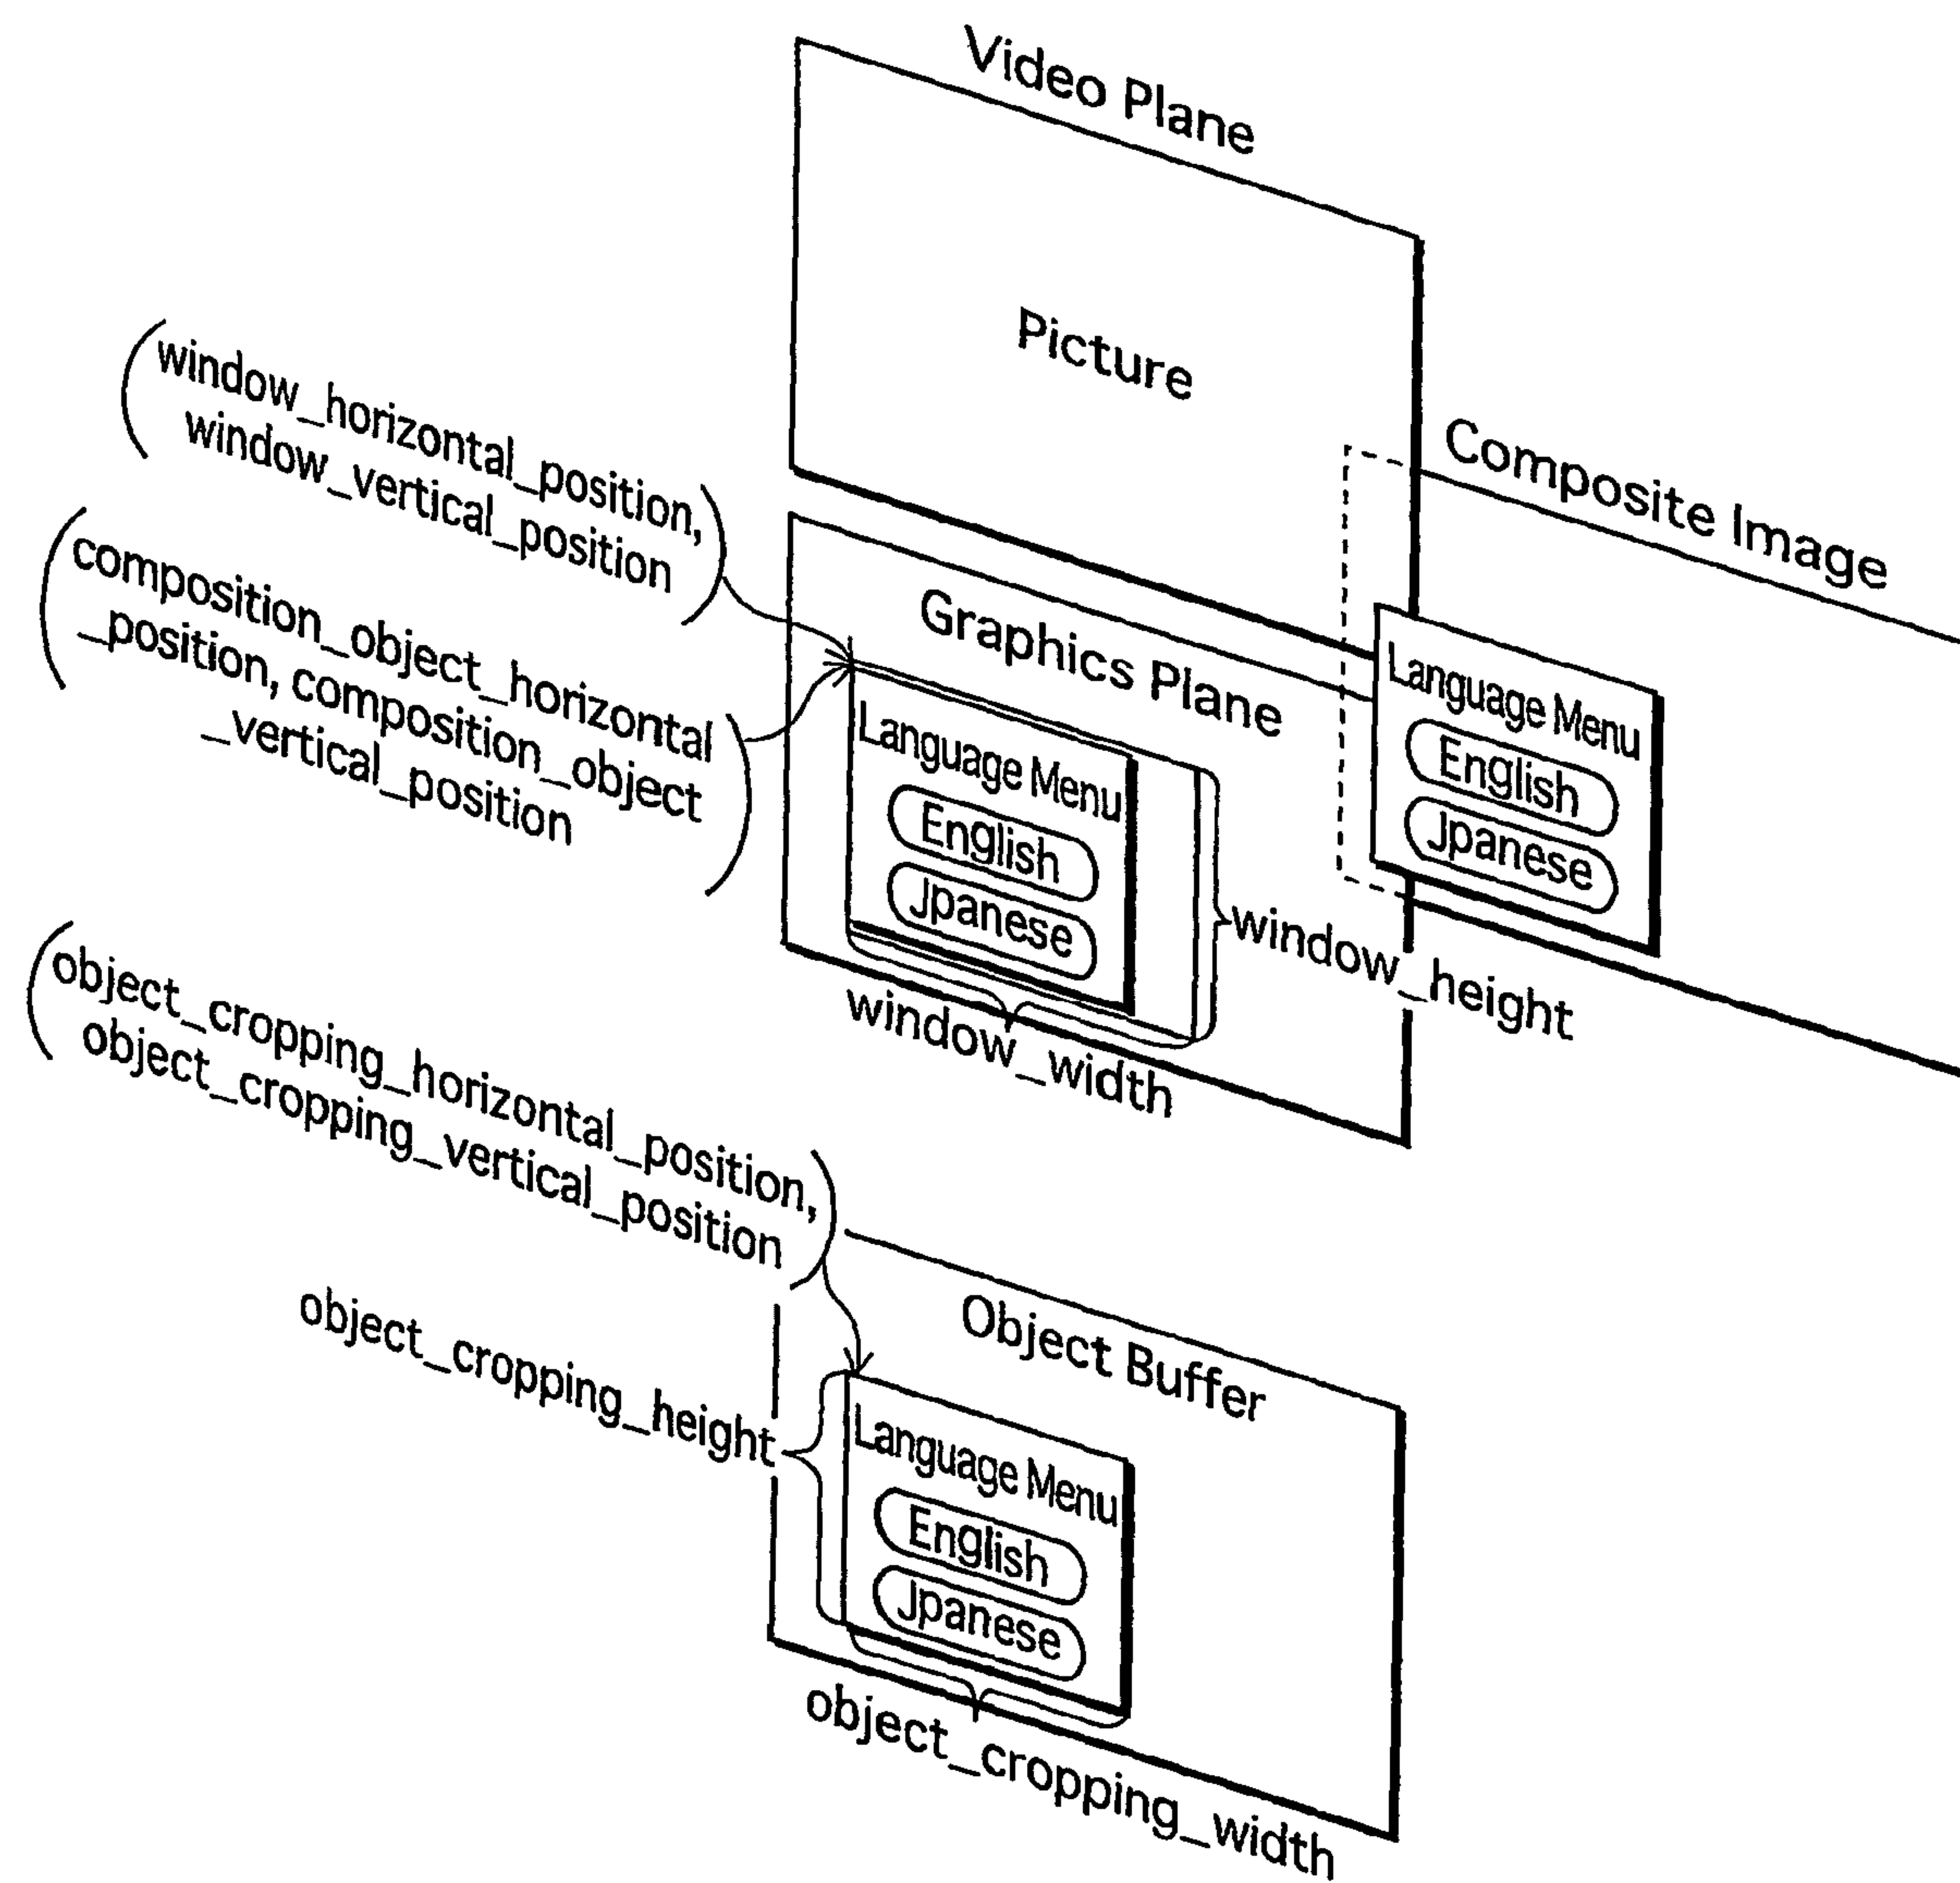 Video Plane
Picture
(window_horizontal_position,
window_vertical_position)
(composition_object_horizontal
_position, composition_object
_vertical_position)
Graphics Plane
Language Menu
English
Jpanese
window_height
window_width
Composite Image
Language Menu
English
Jpanese
(object_cropping_horizontal_position,
object_cropping_vertical_position)
object_cropping_height
Object Buffer
Language Menu
English
Jpanese
object_cropping_width